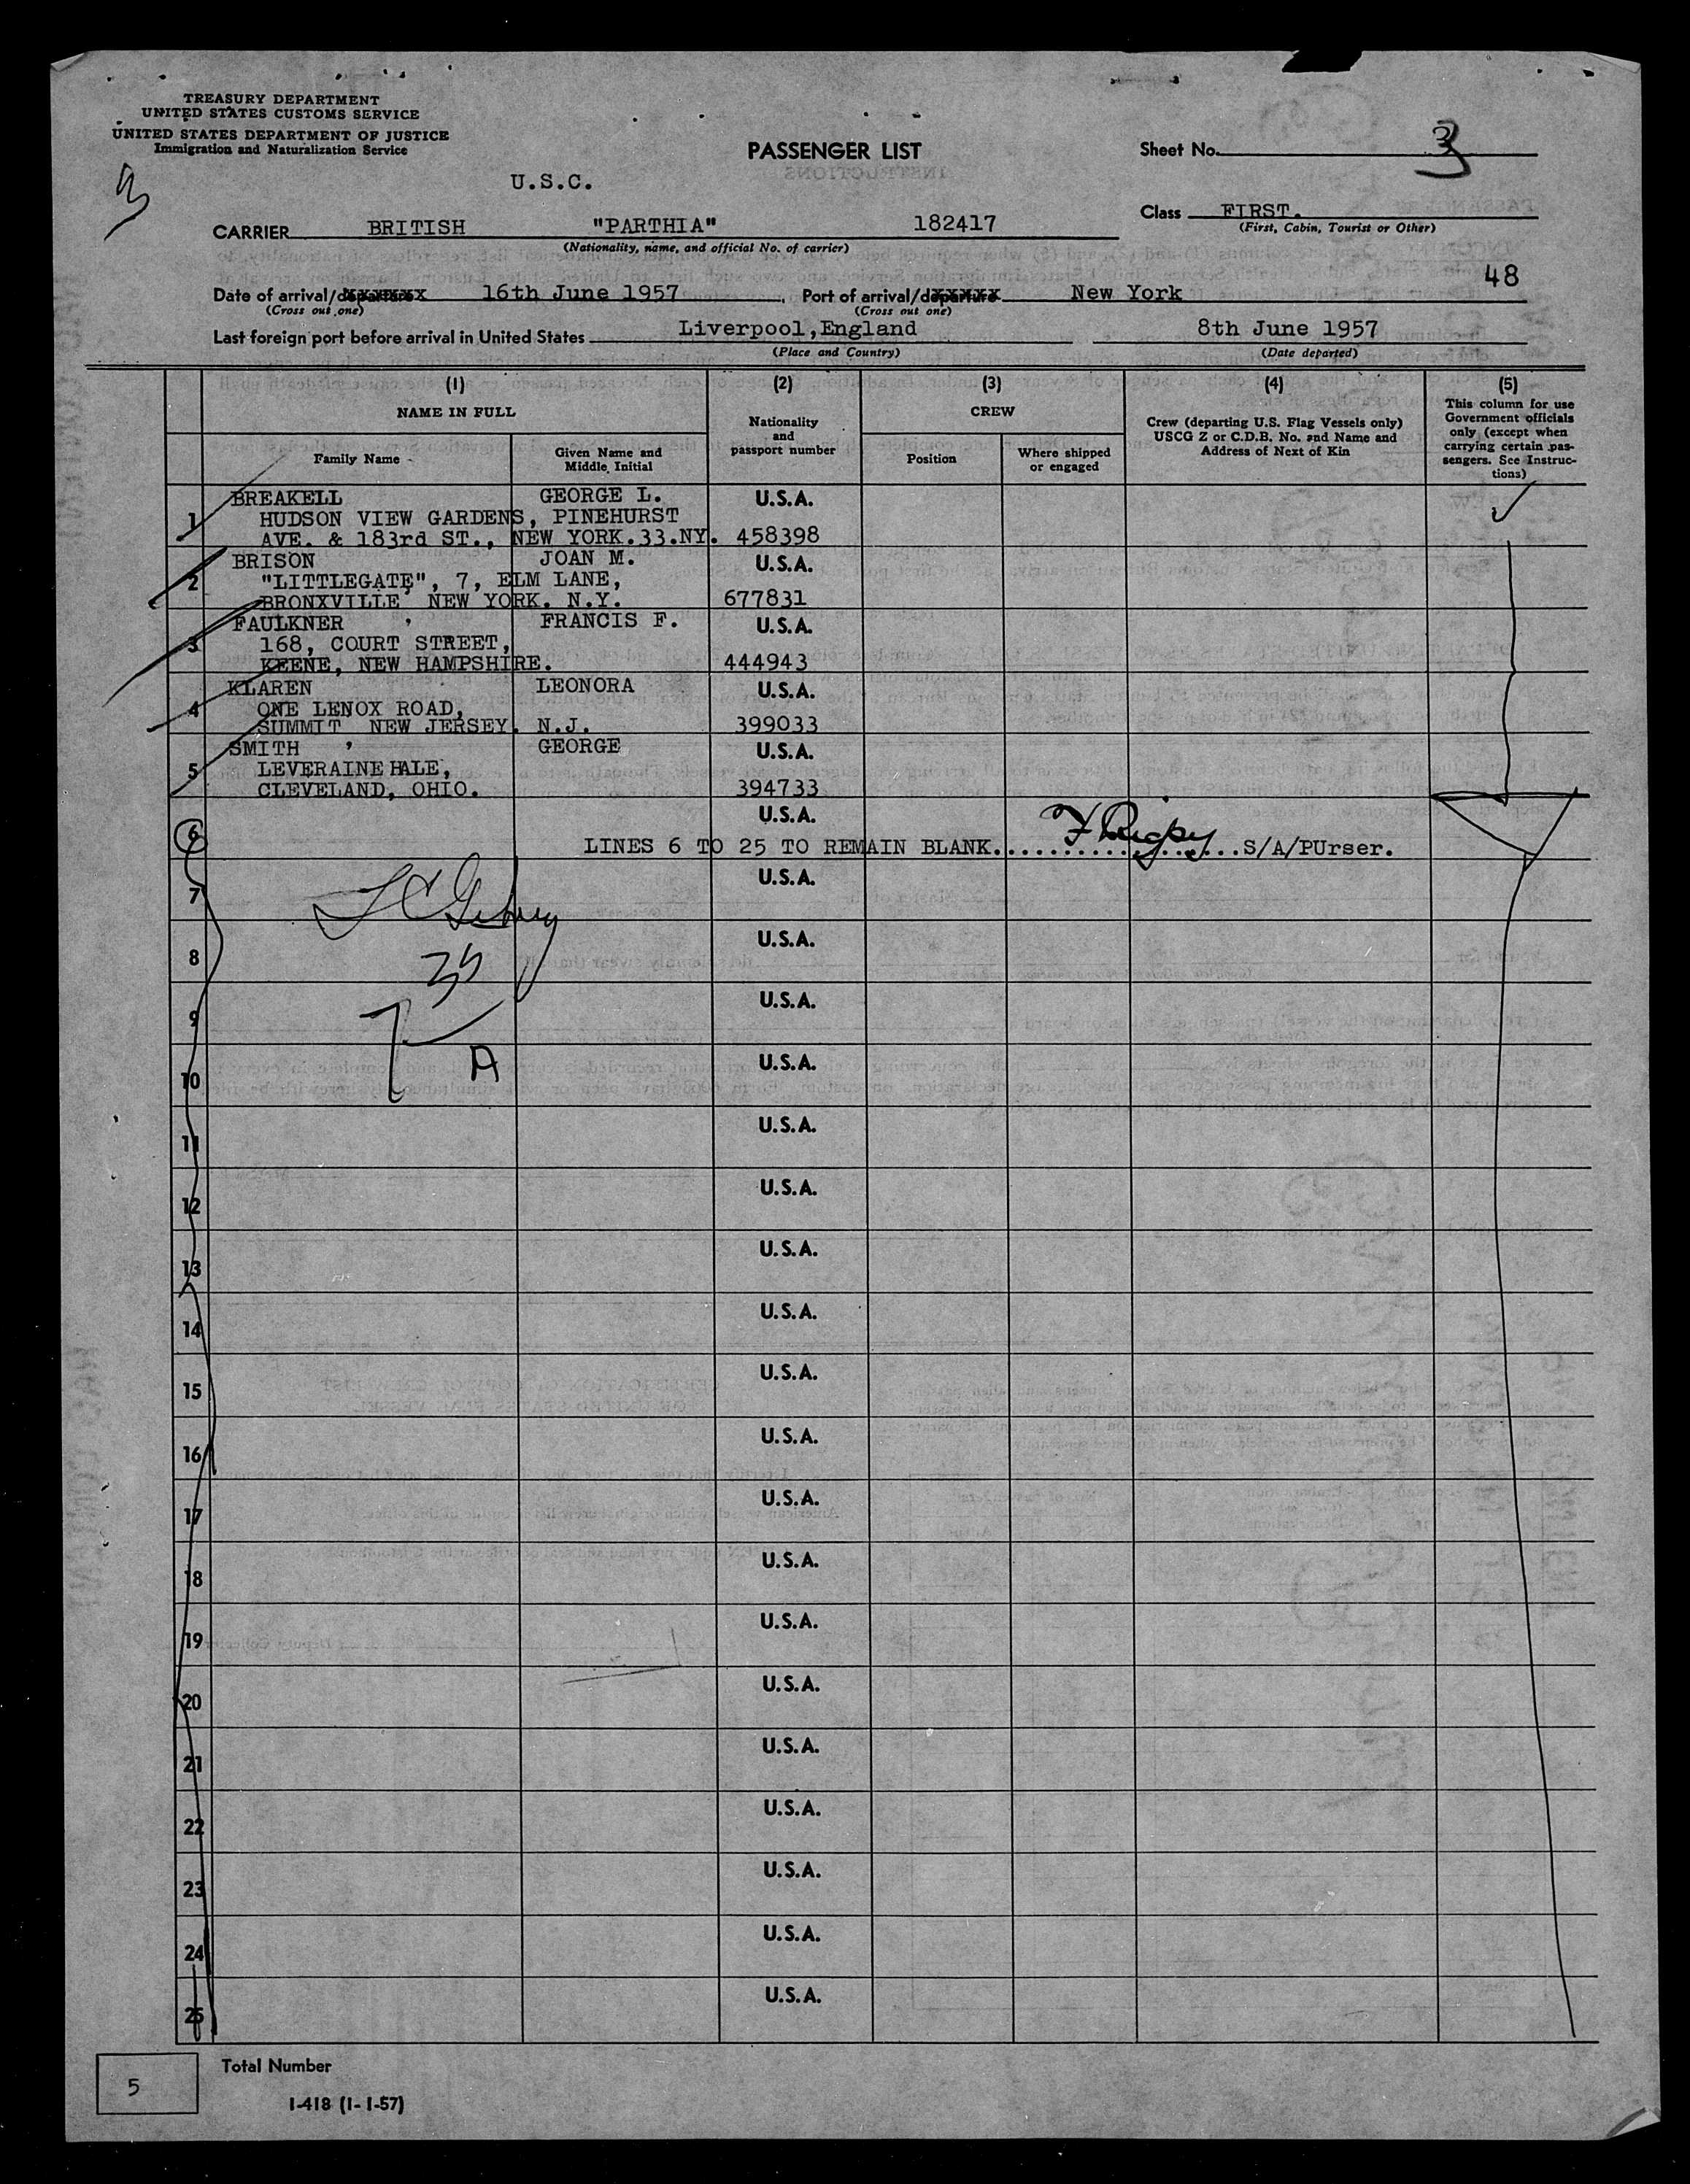 TREASURY DEPARTMENT
UNITED STATES CUSTOMS SERVICE
UNITED STATES DEPARTMENT OF JUSTICE
Immigration and Naturalization Service
PASSENGER LIST
Sheet No. 3
3
U.S.C.
Class FIRST.
(First, Cabin, Tourist or Other)
CARRIER BRITISH "PARTHIA" 182417
(Nationality, name, and official No. of carrier)
48
Date of arrival/departure 16th June 1957 Port of arrival/departure New York
(Cross out one) (Cross out one)
Last foreign port before arrival in United States Liverpool,England 8th June 1957
(Place and Country) (Date departed)
(1) (2) (3) (4) (5)
NAME IN FULL
Nationality and passport number
CREW
Crew (departing U.S. Flag Vessels only)
USCG Z or C.D.B. No. and Name and
Address of Next of Kin
This column for use
Government officials
only (except when
carrying certain pas-
sengers. See Instruc-
tions)
Family Name
Given Name and
Middle Initial
Position
Where shipped
or engaged
1 BREAKELL GEORGE L. U.S.A.
HUDSON VIEW GARDENS, PINEHURST
AVE. & 183rd ST., NEW YORK.33.NY. 458398
2 BRISON JOAN M. U.S.A.
"LITTLEGATE", 7, ELM LANE,
BRONXVILLE, NEW YORK. N.Y. 677831
3 FAULKNER FRANCIS F. U.S.A.
168, COURT STREET,
KEENE, NEW HAMPSHIRE. 444943
4 KLAREN LEONORA U.S.A.
ONE LENOX ROAD,
SUMMIT, NEW JERSEY. N.J. 399033
5 SMITH GEORGE U.S.A.
LEVERAINE HALE,
CLEVELAND, OHIO. 394733
6 U.S.A.
LINES 6 TO 25 TO REMAIN BLANK. F Rigby S/A/PUrser.
7 U.S.A.
8 U.S.A.
9 U.S.A.
A
10 U.S.A.
11 U.S.A.
12 U.S.A.
13 U.S.A.
14 U.S.A.
15 U.S.A.
16 U.S.A.
17 U.S.A.
18 U.S.A.
19 U.S.A.
20 U.S.A.
21 U.S.A.
22 U.S.A.
23 U.S.A.
24 U.S.A.
25 U.S.A.
5 Total Number
I-418 (1-1-57)